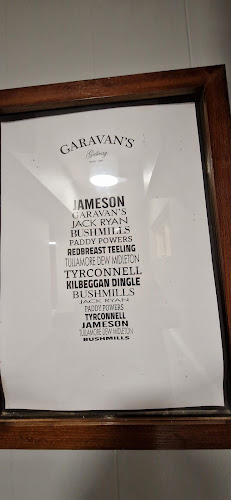 GARAVAN'S
Galway
JAMESON
GARAVAN'S
JACK RYAN
BUSHMILLS
PADDY POWERS
REDBREAST TEELING
TULLAMORE DEW MIDLETON
TYRCONNELL
KILBEGGAN DINGLE
BUSHMILLS
JACK RYAN
PADDY POWERS
TYRCONNELL
JAMESON
TULLAMORE DEW MIDLETON
BUSHMILLS